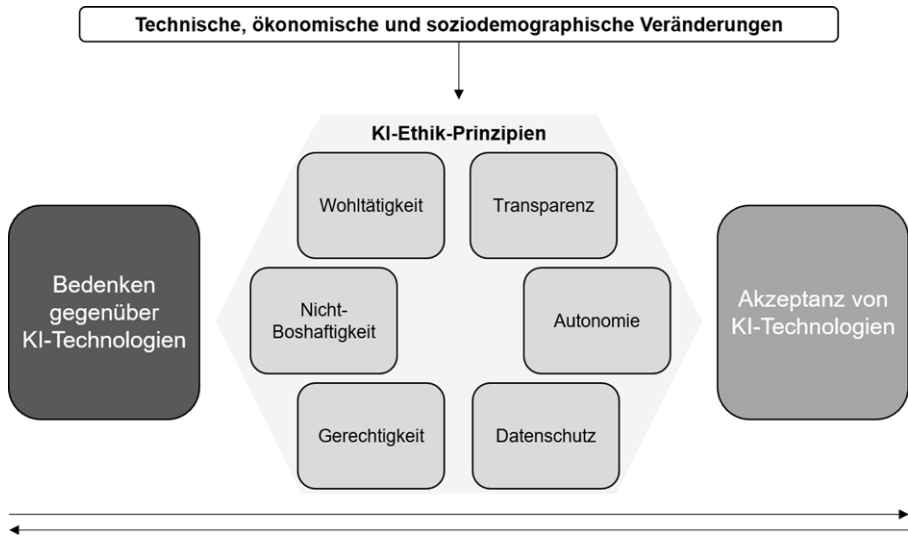 Technische, ökonomische und soziodemographische Veränderungen
KI-Ethik-Prinzipien
Wohltätigkeit
Transparenz
Bedenken
gegenüber
KI-Technologien
Nicht-
Boshaftigkeit
Autonomie
Akzeptanz von
KI-Technologien
Gerechtigkeit
Datenschutz